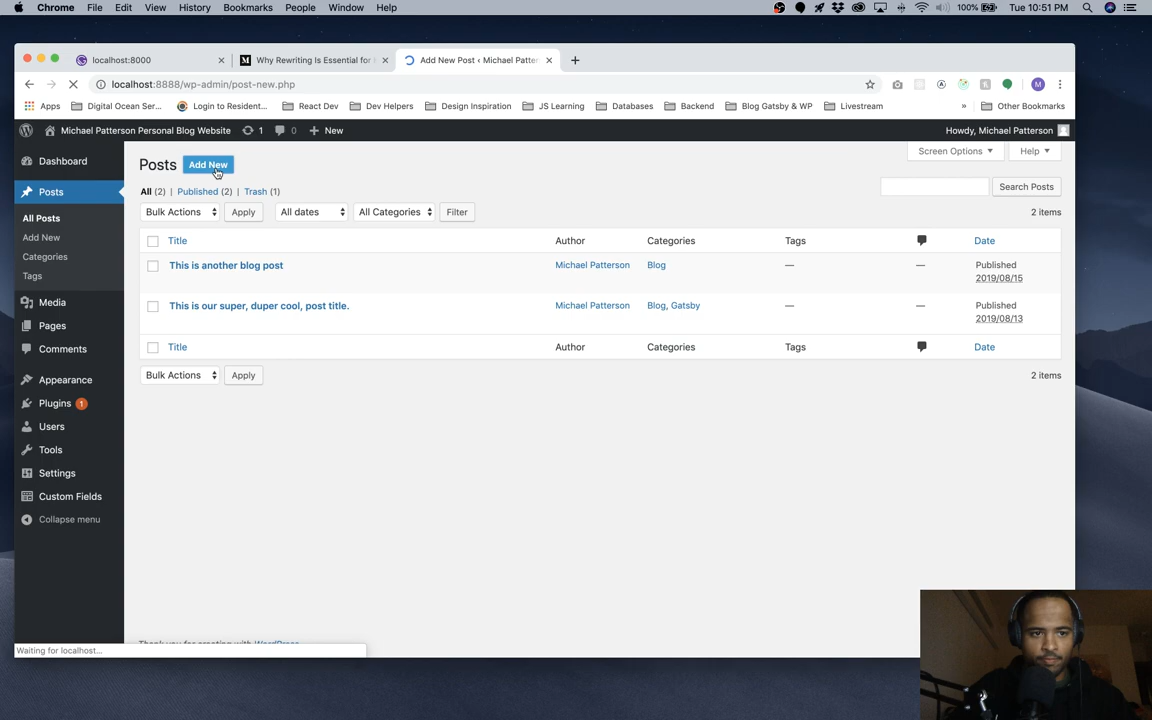 Chrome File Edit View History Bookmarks People Window Help 100% Tue 10:51 PM
localhost:8000 Why Rewriting Is Essential for Add New Post ‹ Michael Patter
localhost:8888/wp-admin/post-new.php M
Apps Digital Ocean Ser... Login to Resident... React Dev Dev Helpers Design Inspiration JS Learning Databases Backend Blog Gatsby & WP Livestream » Other Bookmarks
Michael Patterson Personal Blog Website 1 0 + New Howdy, Michael Patterson
Dashboard
Posts
All Posts
Add New
Categories
Tags
Media
Pages
Comments
Appearance
Plugins 1
Users
Tools
Settings
Custom Fields
Collapse menu
Screen Options Help
Posts Add New
All (2) | Published (2) | Trash (1)
Search Posts
Bulk Actions Apply All dates All Categories Filter 2 items
Title Author Categories Tags Date
This is another blog post Michael Patterson Blog — — Published
2019/08/15
This is our super, duper cool, post title. Michael Patterson Blog, Gatsby — — Published
2019/08/13
Title Author Categories Tags Date
Bulk Actions Apply 2 items
Thank you for creating with WordPress
Waiting for localhost...